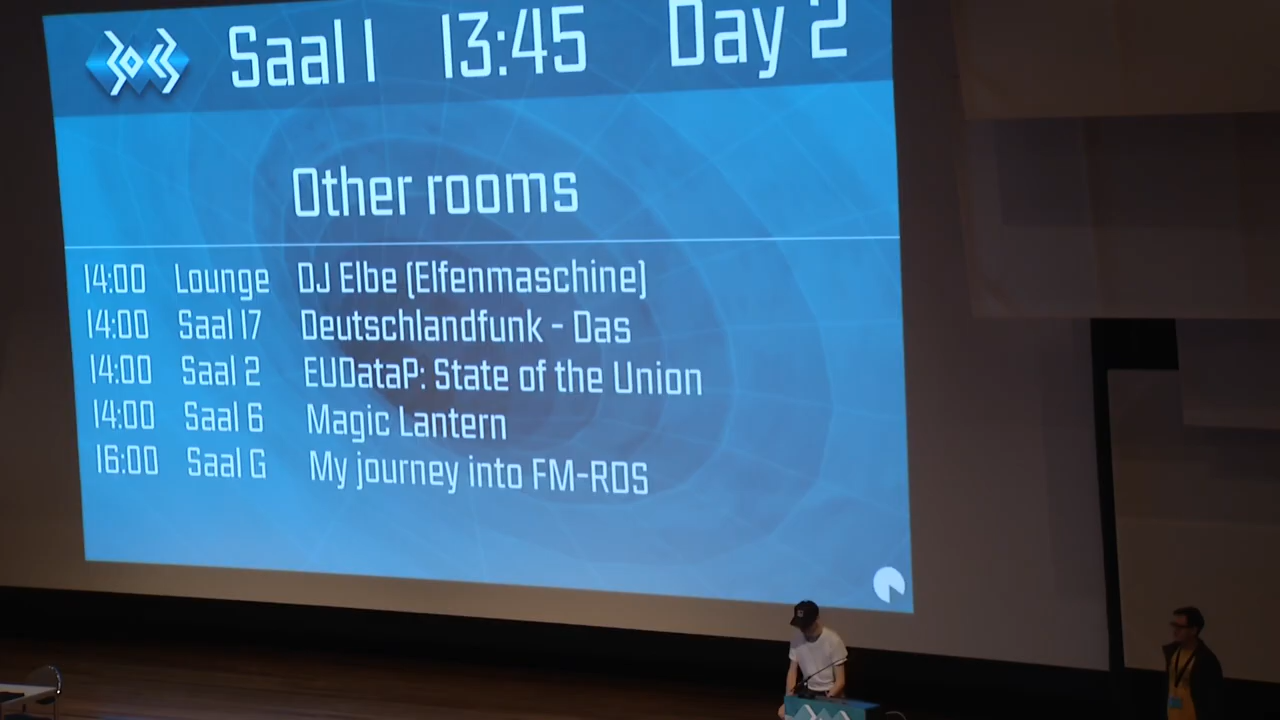 Saal 1 13:45 Day 2
Other rooms
14:00 Lounge DJ Elbe (Elfenmaschine)
14:00 Saal 17 Deutschlandfunk - Das
14:00 Saal 2 EUDataP: State of the Union
14:00 Saal 6 Magic Lantern
16:00 Saal G My journey into FM-RDS